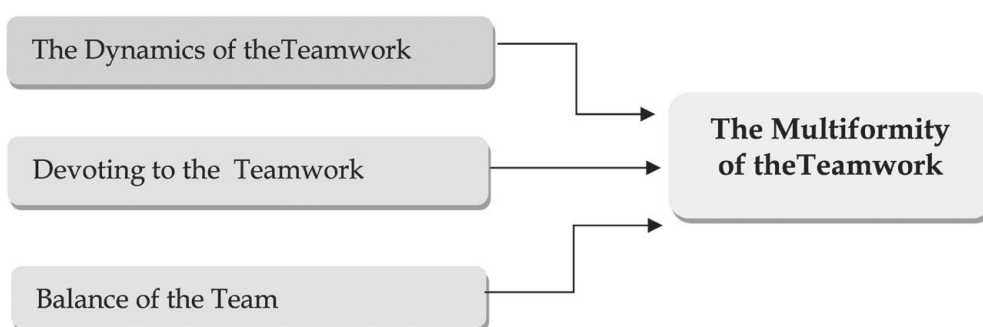 The Dynamics of theTeamwork
Devoting to the Teamwork
Balance of the Team
The Multiformity
of theTeamwork